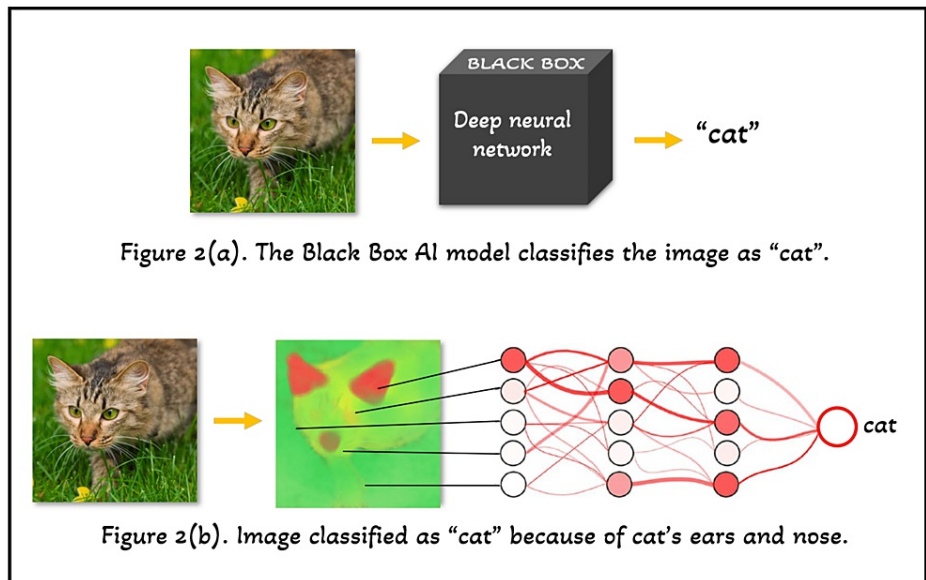 BLACK BOX
Deep neural
network
“cat”
Figure 2(a). The Black Box AI model classifies the image as “cat”.
cat
Figure 2(b). Image classified as “cat” because of cat’s ears and nose.